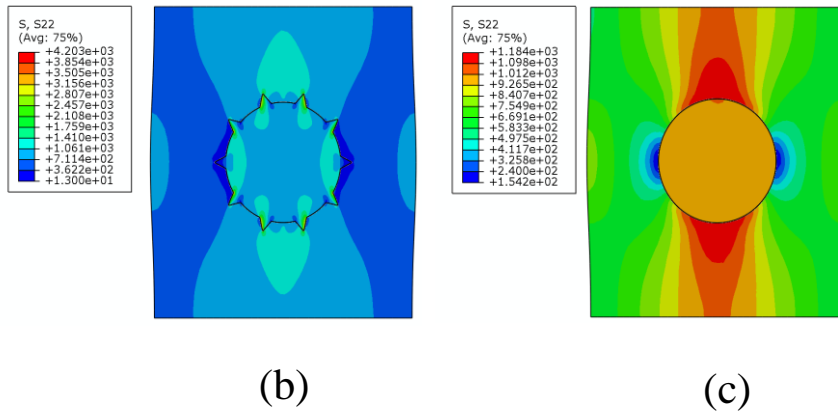 S, S22
(Avg: 75%)
+4.203e+03
+3.854e+03
+3.505e+03
+3.156e+03
+2.807e+03
+2.457e+03
+2.108e+03
+1.759e+03
+1.410e+03
+1.061e+03
+7.114e+02
+3.622e+02
+1.300e+01
S, S22
(Avg: 75%)
+1.184e+03
+1.098e+03
+1.012e+03
+9.265e+02
+8.407e+02
+7.549e+02
+6.691e+02
+5.833e+02
+4.975e+02
+4.117e+02
+3.258e+02
+2.400e+02
+1.542e+02
(b)
(c)